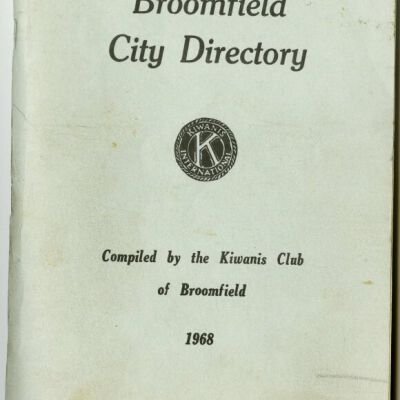 Broomfield
City Directory
KIWANIS
K
INTERNATIONAL
Compiled by the Kiwanis Club
of Broomfield
1968